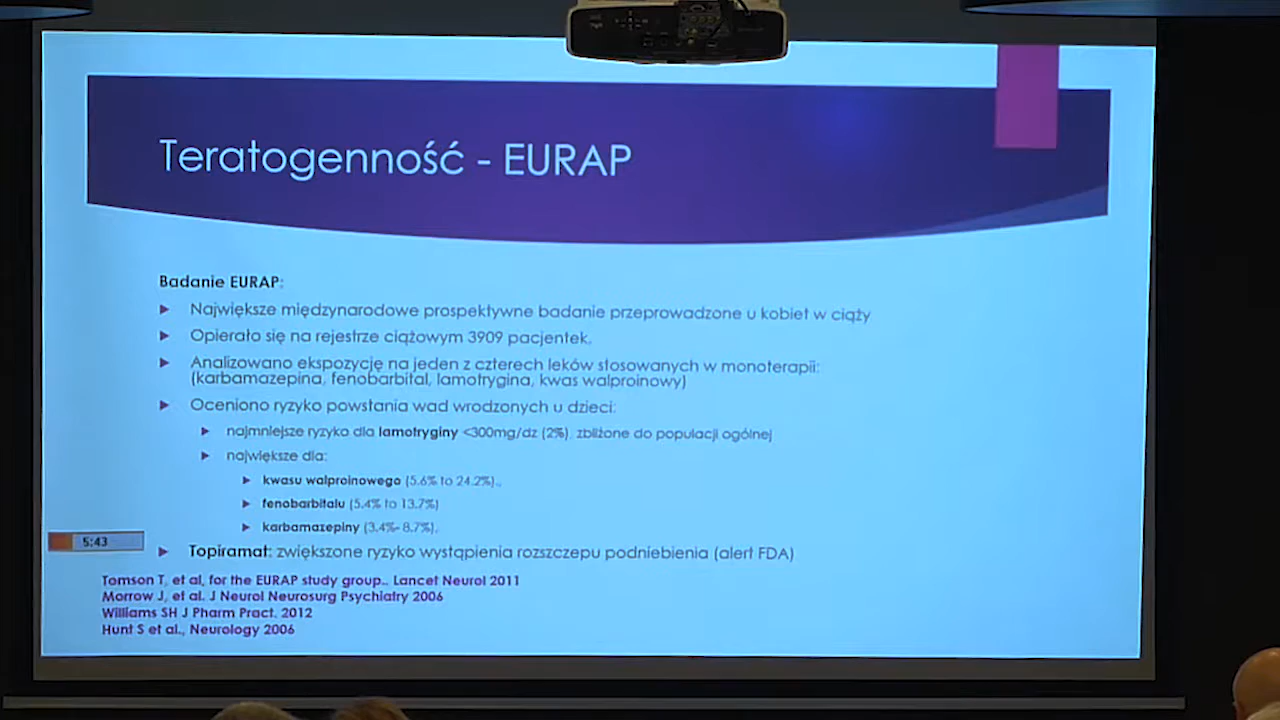 Teratogenność - EURAP
Badanie EURAP:
Największe międzynarodowe prospektywne badanie przeprowadzone u kobiet w ciąży
Opierało się na rejestrze ciążowym 3909 pacjentek.
Analizowano ekspozycję na jeden z czterech leków stosowanych w monoterapii:
(karbamazepina, fenobarbital, lamotrygina, kwas walproinowy)
Oceniono ryzyko powstania wad wrodzonych u dzieci:
najmniejsze ryzyko dla lamotryginy <300mg/dz (2%), zbliżone do populacji ogólnej
największe dla:
kwasu walproinowego (5.6% to 24.2%).,
fenobarbitalu (5.4% to 13.7%)
karbamazepiny (3.4%- 8.7%),
5:43
Topiramat: zwiększone ryzyko wystąpienia rozszczepu podniebienia (alert FDA)
Tomson T, et al, for the EURAP study group.. Lancet Neurol 2011
Morrow J, et al. J Neurol Neurosurg Psychiatry 2006
Williams SH J Pharm Pract. 2012
Hunt S et al., Neurology 2006